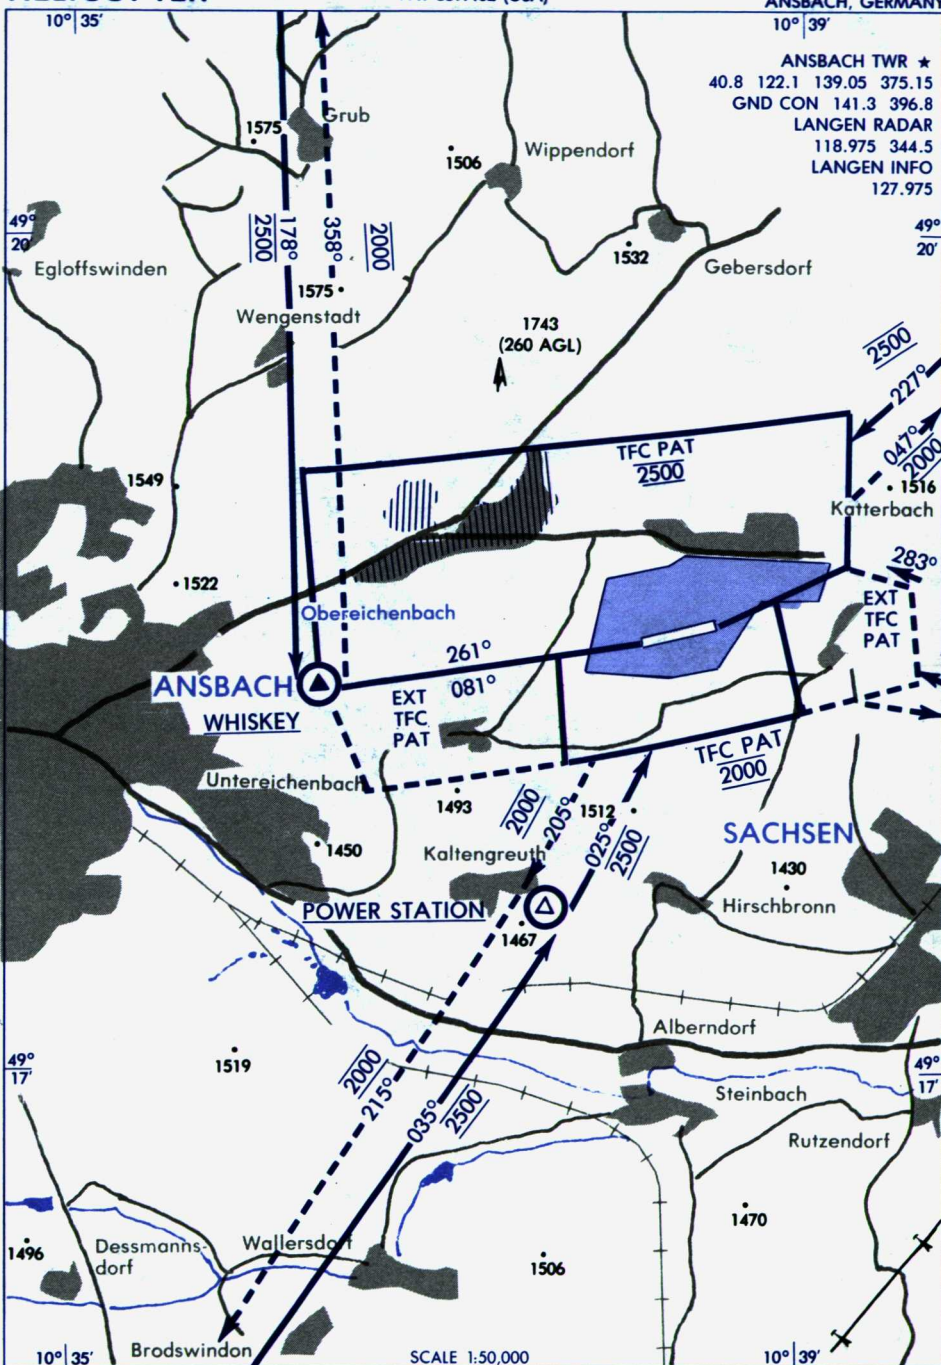 ANSBACH, GERMANY
10° 35'
10° 39'
ANSBACH TWR ★
40.8 122.1 139.05 375.15
GND CON 141.3 396.8
LANGEN RADAR
118.975 344.5
LANGEN INFO
127.975
Grub
1575
1506
Wippendorf
49°
20'
178°
2500
358°
2000
49°
20'
1532
Egloffswinden
Gebersdorf
1575
Wengenstadt
1743
(260 AGL)
2500
227°
047°
2000
TFC PAT
2500
1549
1516
Katterbach
283°
1522
EXT
TFC
PAT
Obereichenbach
261°
081°
ANSBACH
WHISKEY
EXT
TFC
PAT
TFC PAT
2000
Untereichenbach
1493
2000
205°
1512
025°
2500
SACHSEN
1450
Kaltengreuth
1430
Hirschbronn
POWER STATION
1467
Alberndorf
1519
49°
17'
49°
17'
2000
215°
035°
2500
Steinbach
Rutzendorf
1470
1496
Dessmanns-
dorf
Wallersdorf
1506
Brodswindon
10° 35'
SCALE 1:50,000
10° 39'